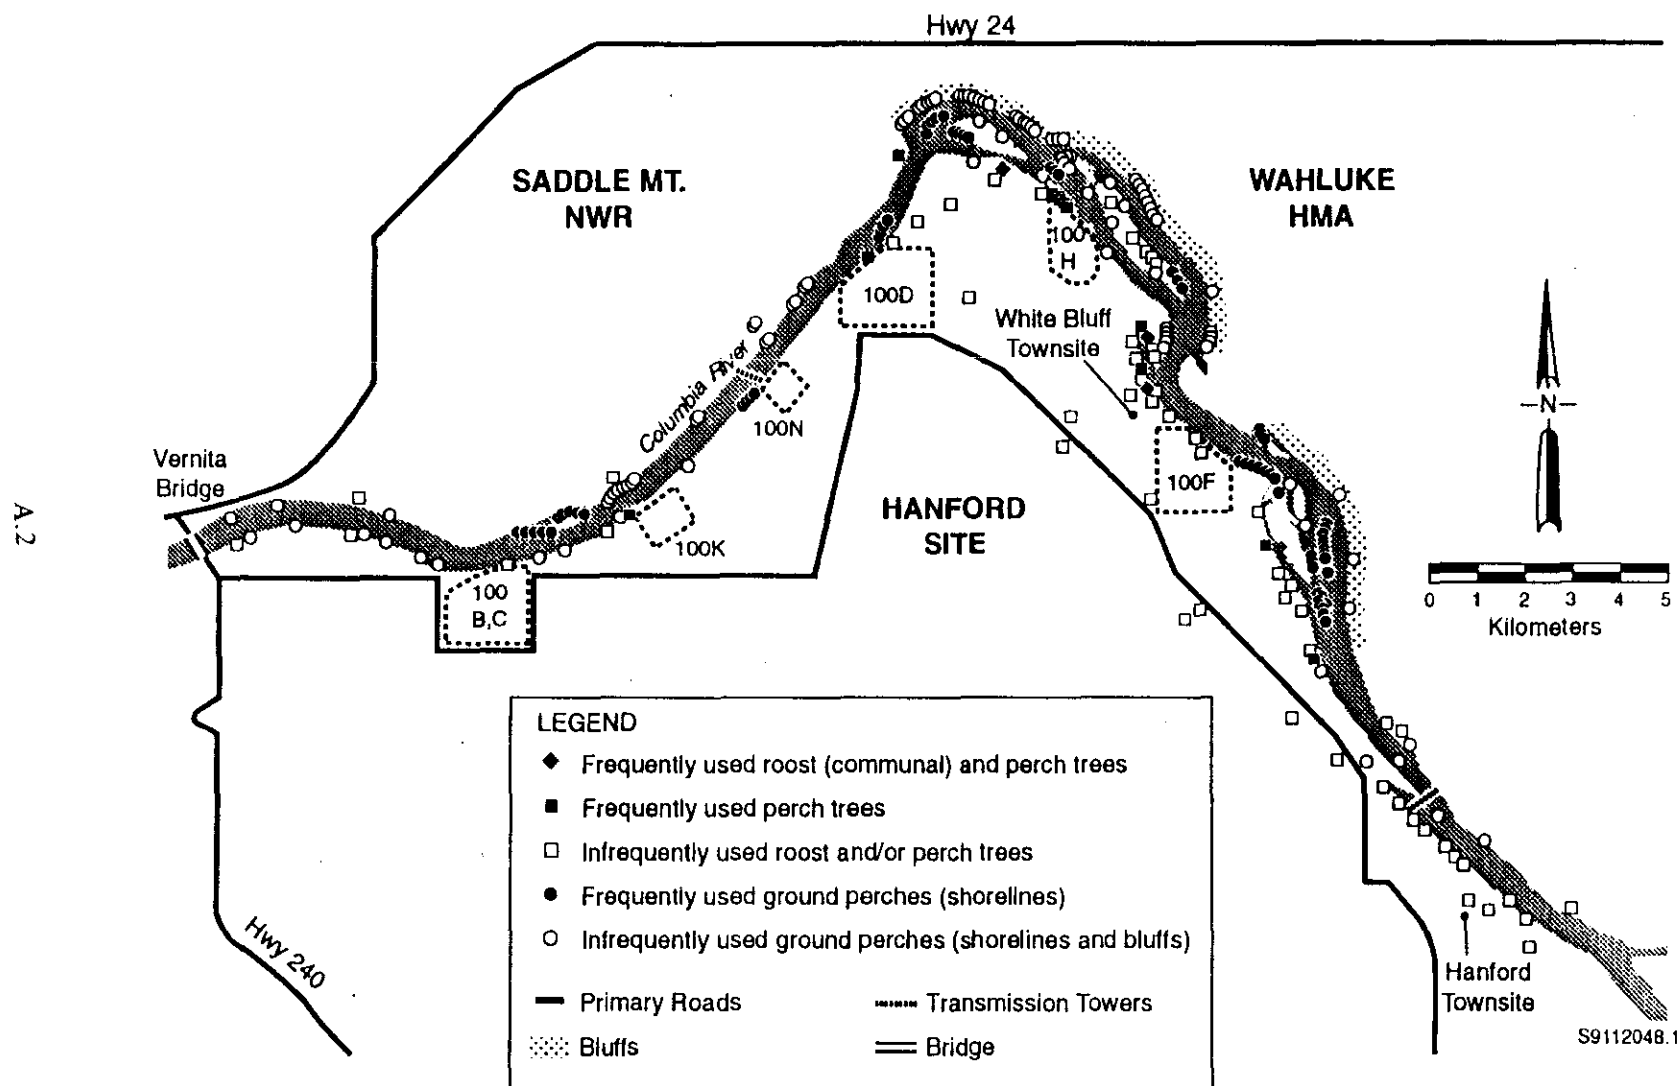 Hwy 24
SADDLE MT.
NWR
WAHLUKE
HMA
100
H
100D
White Bluff
Townsite
Columbia River
-N-
100N
Vernita
Bridge
100F
HANFORD
SITE
A.2
100K
100
B,C
0 1 2 3 4 5
Kilometers
LEGEND
Frequently used roost (communal) and perch trees
Frequently used perch trees
Infrequently used roost and/or perch trees
Frequently used ground perches (shorelines)
Infrequently used ground perches (shorelines and bluffs)
Primary Roads
Transmission Towers
Bluffs
Bridge
Hwy 240
Hanford
Townsite
S9112048.1